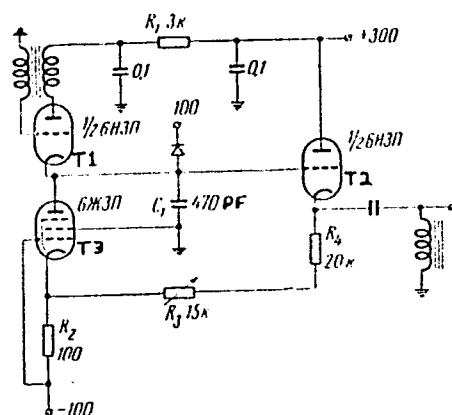 R₁ 3к
+300
0,1
0,1
100
½ 6Н3П
½ 6Н3П
T1
T2
6Ж3П
T3
C₁
470 PF
R₄
20 к
R₃ 15к
R₂
100
-100